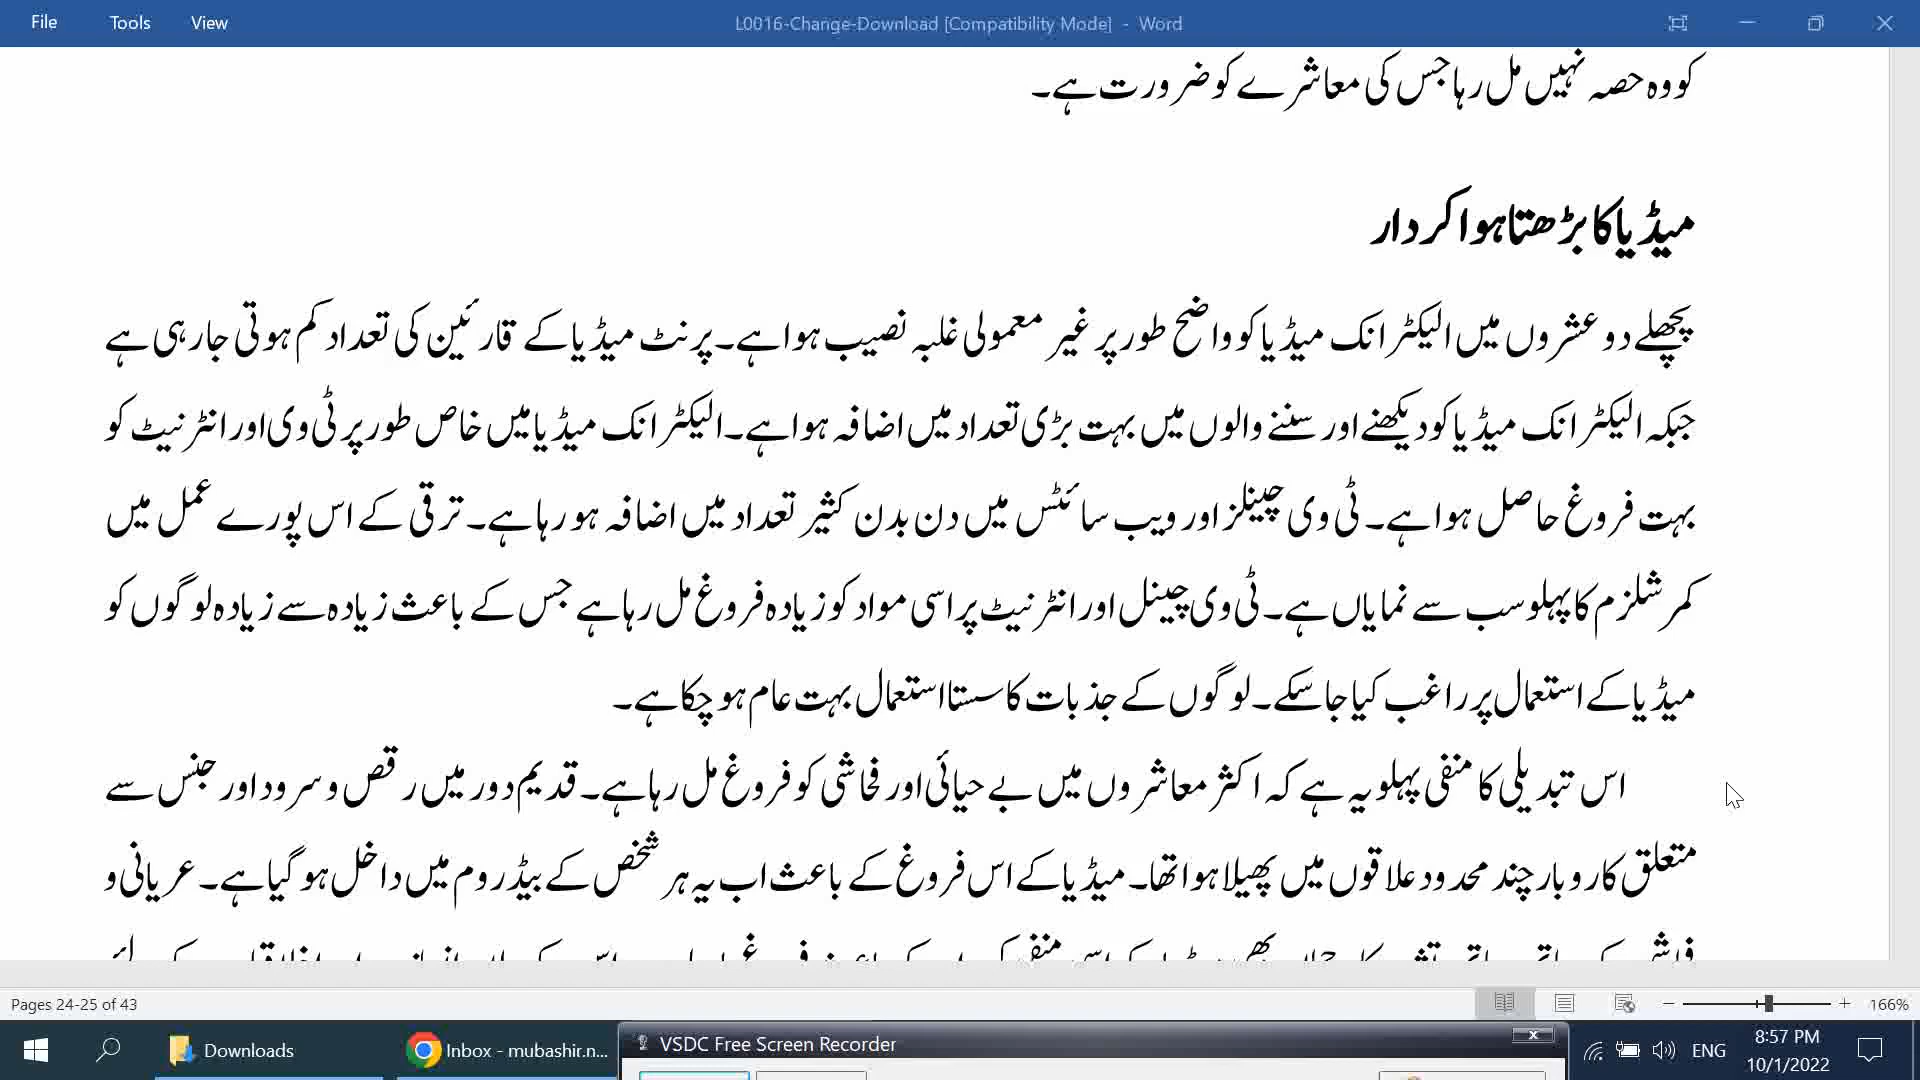 File Tools View L0016-Change-Download [Compatibility Mode] - Word
کو وہ حصہ نہیں مل رہا جس کی معاشرے کو ضرورت ہے۔
میڈیا کا بڑھتا ہوا کردار
پچھلے دو عشروں میں الیکٹرانک میڈیا کو واضح طور پر غیر معمولی غلبہ نصیب ہوا ہے۔ پرنٹ میڈیا کے قارئین کی تعداد کم ہوتی جا رہی ہے
جبکہ الیکٹرانک میڈیا کو دیکھنے اور سننے والوں میں بہت بڑی تعداد میں اضافہ ہوا ہے۔ الیکٹرانک میڈیا میں خاص طور پر ٹی وی اور انٹرنیٹ کو
بہت فروغ حاصل ہوا ہے۔ ٹی وی چینلز اور ویب سائٹس میں دن بدن کثیر تعداد میں اضافہ ہو رہا ہے۔ ترقی کے اس پورے عمل میں
کمرشلزم کا پہلو سب سے نمایاں ہے۔ ٹی وی چینل اور انٹرنیٹ پر اسی مواد کو زیادہ فروغ مل رہا ہے جس کے باعث زیادہ سے زیادہ لوگوں کو
میڈیا کے استعمال پر راغب کیا جا سکے۔ لوگوں کے جذبات کا سستا استعمال بہت عام ہو چکا ہے۔
اس تبدیلی کا منفی پہلو یہ ہے کہ اکثر معاشروں میں بے حیائی اور فحاشی کو فروغ مل رہا ہے۔ قدیم دور میں رقص و سرود اور جنس سے
متعلق کاروبار چند محدود علاقوں میں پھیلا ہوا تھا۔ میڈیا کے اس فروغ کے باعث اب یہ ہر شخص کے بیڈ روم میں داخل ہو گیا ہے۔ عریانی و
Pages 24-25 of 43 166%
Downloads Inbox - mubashir.n... VSDC Free Screen Recorder x ENG 8:57 PM
10/1/2022